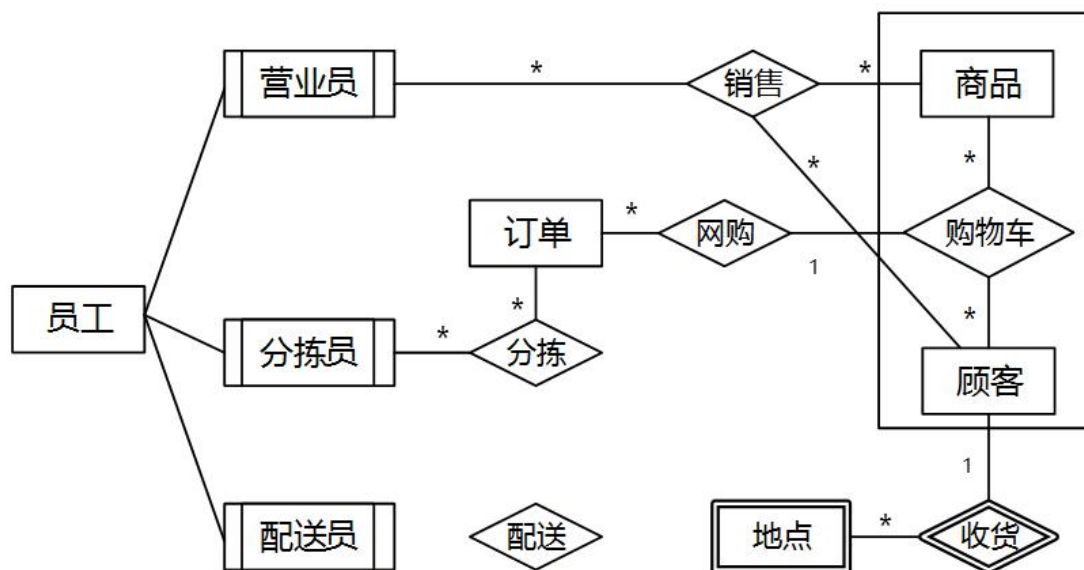 营业员 * 销售 * 商品
*
*
订单 * 网购 1 购物车
员工
*
*
分拣员 * 分拣
顾客
1
配送员 配送 地点 * 收货